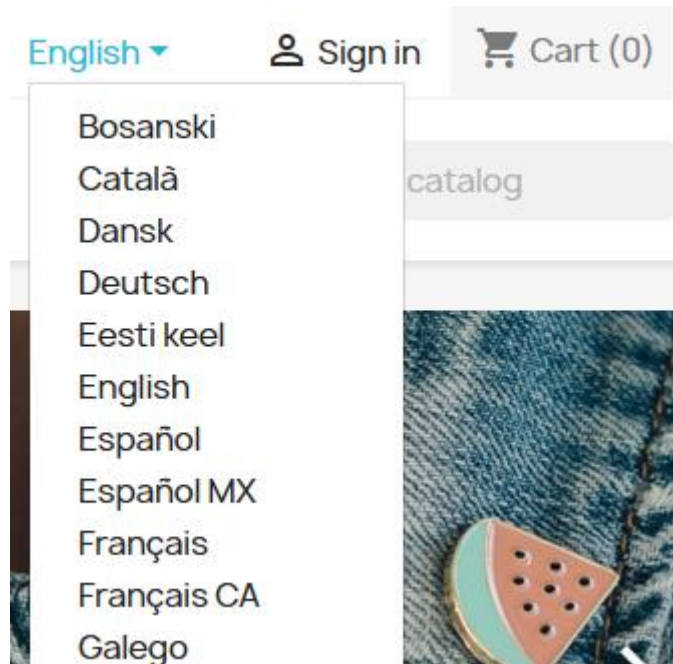 English
Sign in
Cart (0)
catalog
Bosanski
Català
Dansk
Deutsch
Eesti keel
English
Español
Español MX
Français
Français CA
Galego